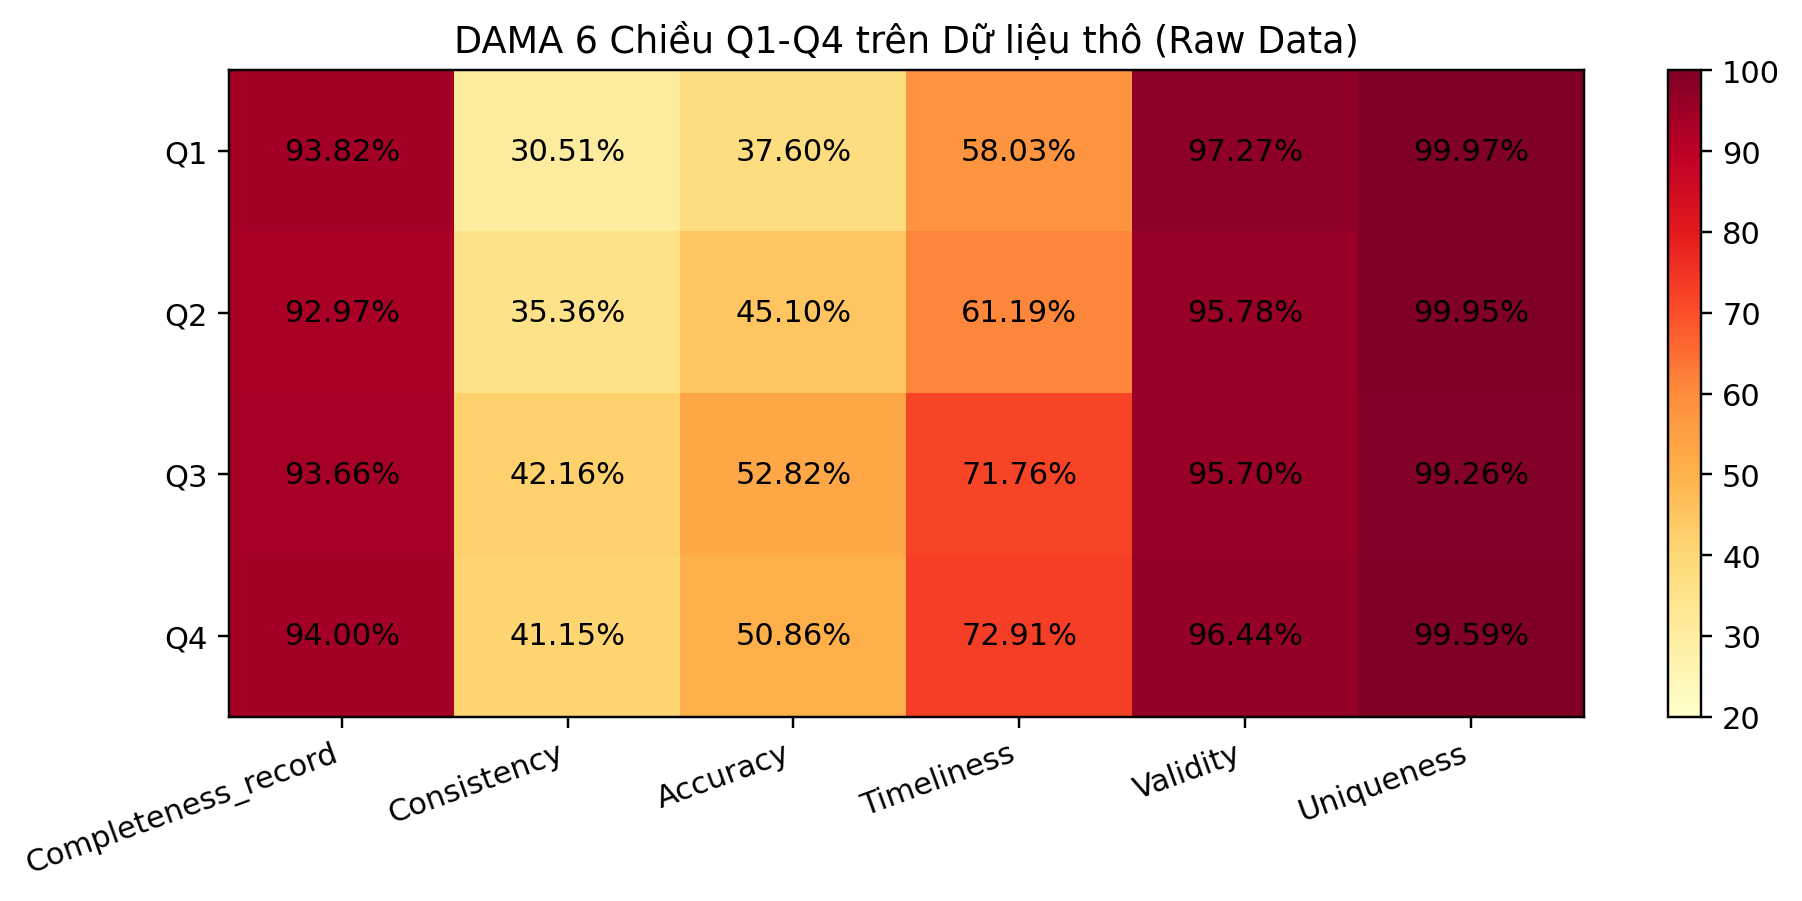 DAMA 6 Chiều Q1-Q4 trên Dữ liệu thô (Raw Data)
Q1 93.82% 30.51% 37.60% 58.03% 97.27% 99.97%
Q2 92.97% 35.36% 45.10% 61.19% 95.78% 99.95%
Q3 93.66% 42.16% 52.82% 71.76% 95.70% 99.26%
Q4 94.00% 41.15% 50.86% 72.91% 96.44% 99.59%
Completeness_record Consistency Accuracy Timeliness Validity Uniqueness
100
90
80
70
60
50
40
30
20